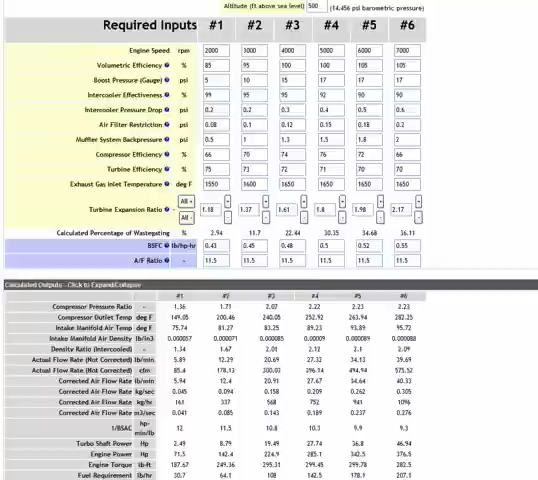 Altitude (ft above sea level) 500 (14.456 psi barometric pressure)
Required Inputs #1 #2 #3 #4 #5 #6
Engine Speed rpm 2000 3000 4000 5000 6000 7000
Volumetric Efficiency % 85 95 100 100 105 105
Boost Pressure (Gauge) psi 5 10 15 17 17 17
Intercooler Effectiveness % 99 95 95 92 90 90
Intercooler Pressure Drop psi 0.2 0.2 0.3 0.4 0.5 0.6
Air Filter Restriction psi 0.08 0.1 0.12 0.15 0.18 0.2
Muffler System Backpressure psi 0.5 1 1.3 1.5 1.8 2
Compressor Efficiency % 66 70 74 76 72 66
Turbine Efficiency % 75 73 72 71 70 70
Exhaust Gas Inlet Temperature deg F 1550 1600 1650 1650 1650 1650
Turbine Expansion Ratio - All + All - 1.18 + - 1.37 + - 1.61 + - 1.8 + - 1.98 + - 2.17 + -
Calculated Percentage of Wastegating % 2.94 11.7 22.44 30.35 34.68 36.11
BSFC lb/hp-hr 0.43 0.45 0.48 0.5 0.52 0.55
A/F Ratio - 11.5 11.5 11.5 11.5 11.5 11.5
Calculated Outputs - Click to Expand/Collapse
#1 #2 #3 #4 #5 #6
Compressor Pressure Ratio - 1.36 1.71 2.07 2.22 2.23 2.23
Compressor Outlet Temp deg F 149.05 200.46 240.05 252.92 263.94 282.25
Intake Manifold Air Temp deg F 75.74 81.27 83.25 89.23 93.89 95.72
Intake Manifold Air Density lb/in3 0.000057 0.000071 0.000085 0.00009 0.000089 0.000088
Density Ratio (Intercooled) - 1.34 1.67 2.01 2.12 2.1 2.09
Actual Flow Rate (Not Corrected) lb/min 5.89 12.29 20.69 27.32 34.13 39.69
Actual Flow Rate (Not Corrected) cfm 85.4 178.13 300.03 396.14 494.94 575.52
Corrected Air Flow Rate lb/min 5.94 12.4 20.91 27.67 34.64 40.33
Corrected Air Flow Rate kg/sec 0.045 0.094 0.158 0.209 0.262 0.305
Corrected Air Flow Rate kg/hr 161 337 568 752 941 1096
Corrected Air Flow Rate m3/sec 0.041 0.085 0.143 0.189 0.237 0.276
1/BSAC hp-min/lb 12 11.5 10.8 10.3 9.9 9.3
Turbo Shaft Power Hp 2.49 8.79 19.49 27.74 36.8 46.94
Engine Power Hp 71.5 142.4 224.9 285.1 342.5 376.5
Engine Torque lb-ft 187.67 249.36 295.31 299.45 299.78 282.5
Fuel Requirement lb/hr 30.7 64.1 108 142.5 178.1 207.1